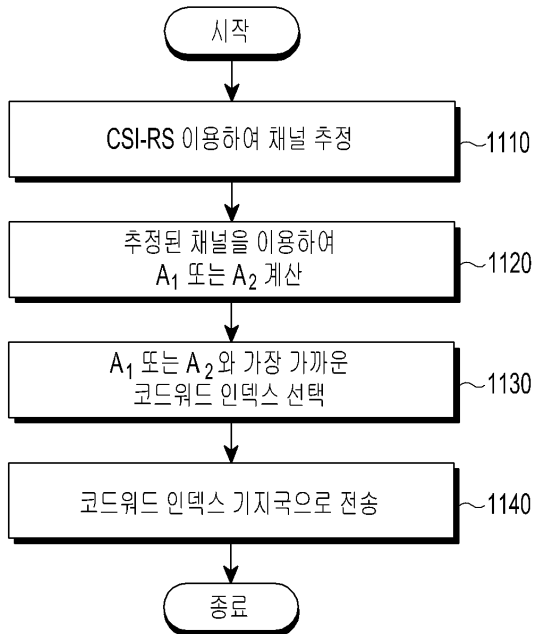 시작
CSI-RS 이용하여 채널 추정
1110
추정된 채널을 이용하여
A₁ 또는 A₂ 계산
1120
A₁ 또는 A₂와 가장 가까운
코드워드 인덱스 선택
1130
코드워드 인덱스 기지국으로 전송
1140
종료